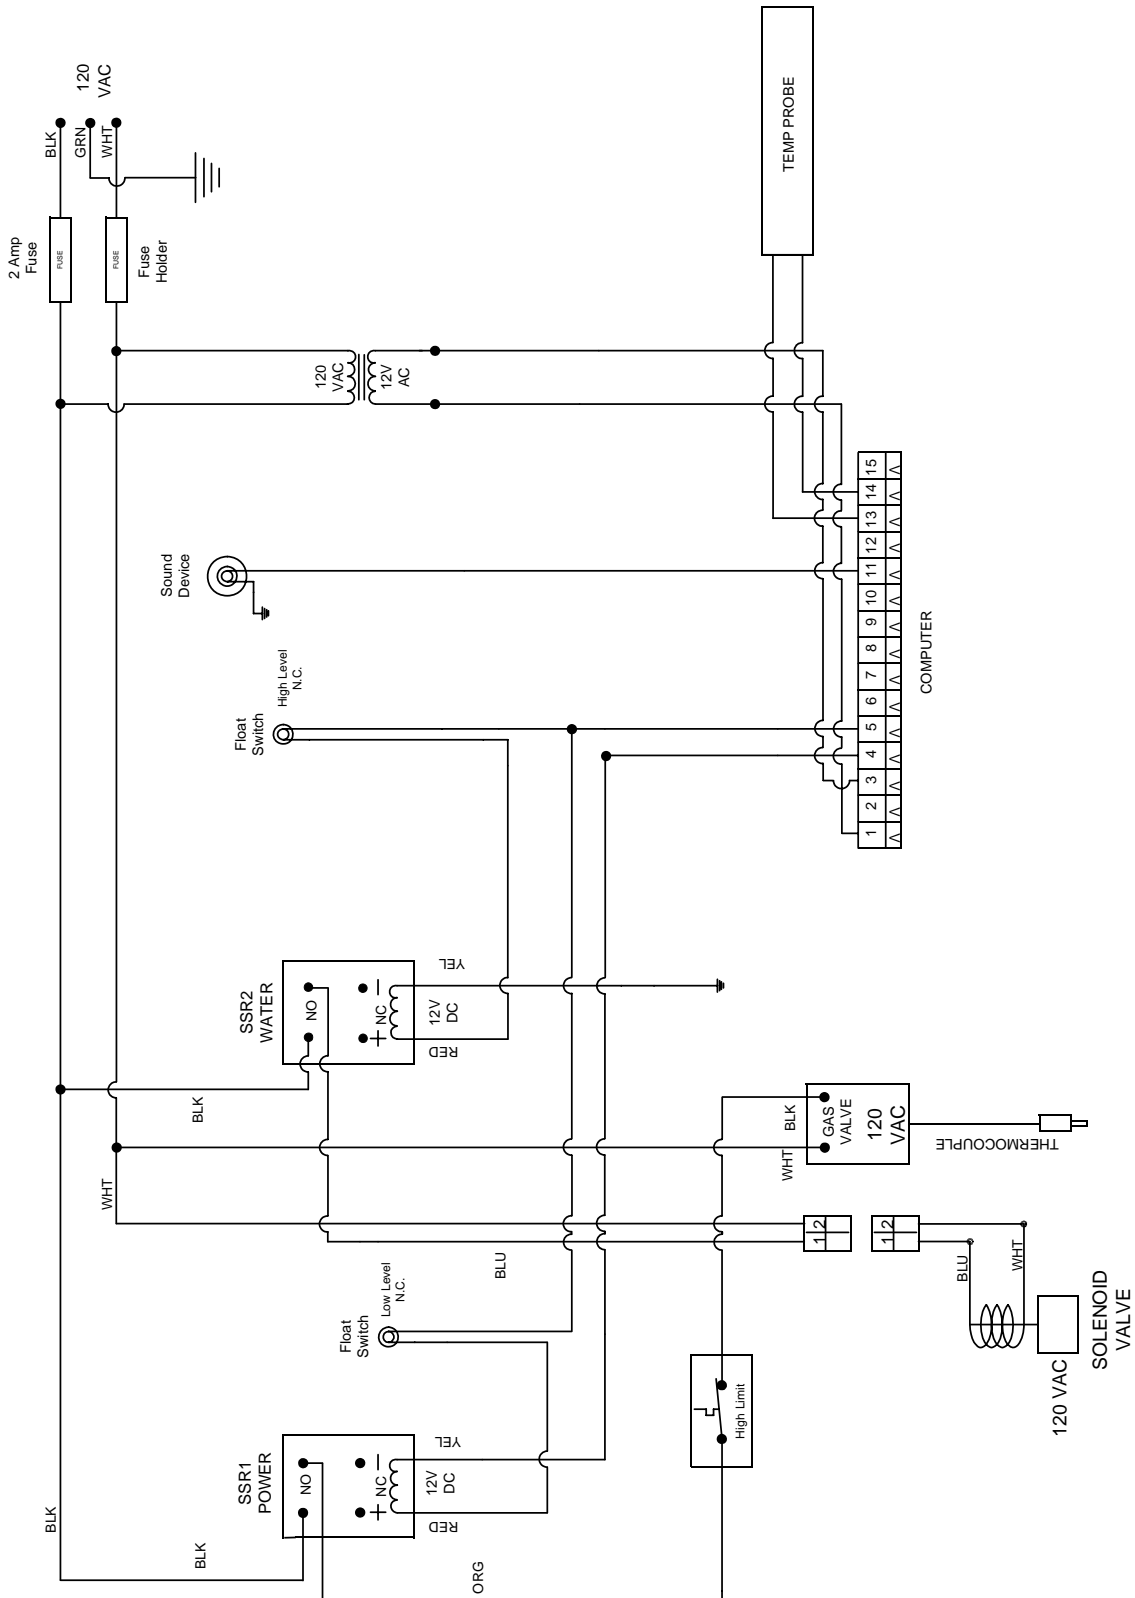 120
VAC
BLK
GRN
WHT
2 Amp
Fuse
FUSE
FUSE
Fuse
Holder
TEMP PROBE
120
VAC
12V
AC
Sound
Device
Float
Switch
High Level
N.C.
1 2 3 4 5 6 7 8 9 10 11 12 13 14 15
COMPUTER
SSR2
WATER
NO
NC
+ -
12V
DC
YEL
RED
BLK
WHT
BLU
BLK
WHT
GAS
VALVE
120
VAC
THERMOCOUPLE
1 2
1 2
BLU
WHT
120 VAC
SOLENOID
VALVE
Float
Switch
Low Level
N.C.
High Limit
SSR1
POWER
NO
NC
+ -
12V
DC
YEL
RED
BLK
BLK
ORG